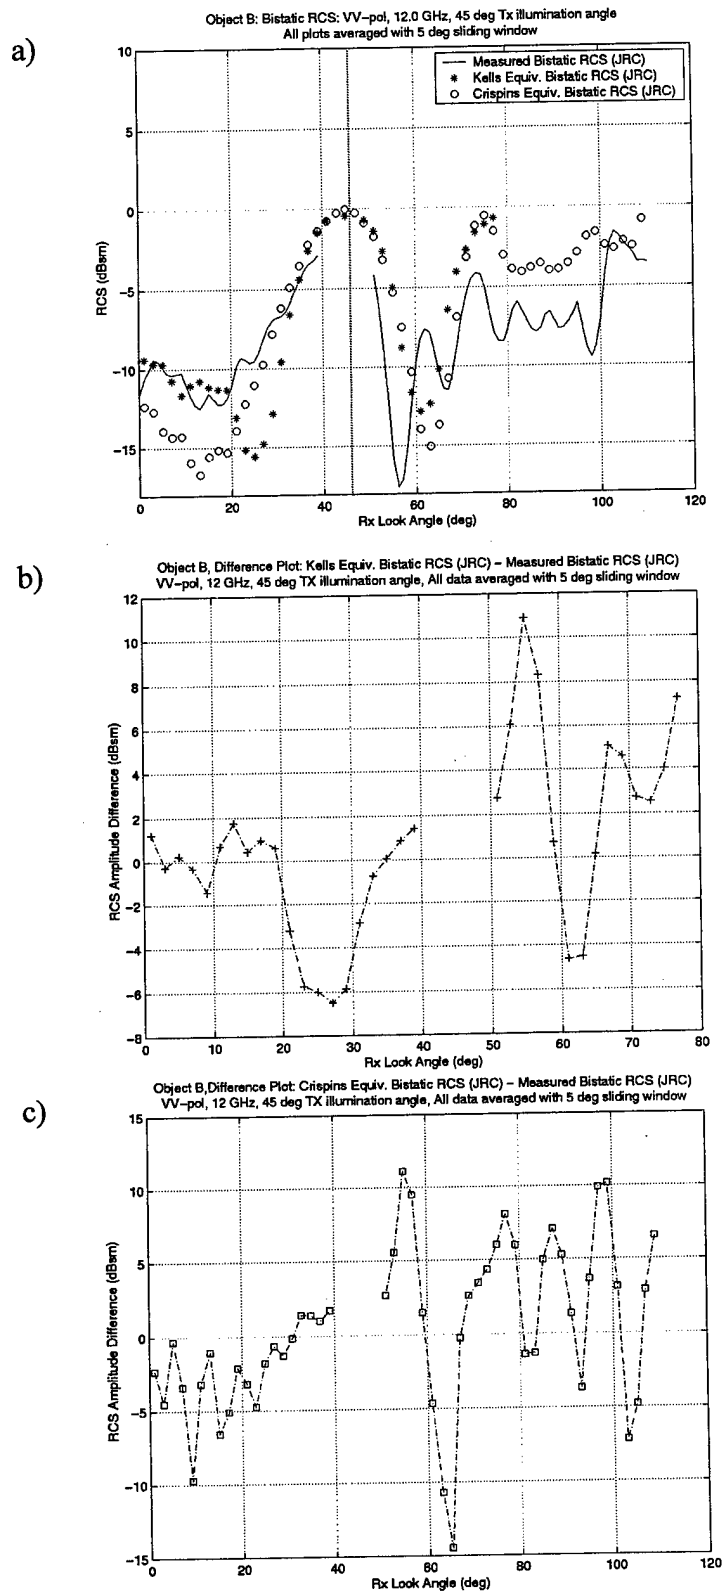 a)
Object B: Bistatic RCS: VV-pol, 12.0 GHz, 45 deg Tx illumination angle
All plots averaged with 5 deg sliding window
Measured Bistatic RCS (JRC)
Kells Equiv. Bistatic RCS (JRC)
Crispins Equiv. Bistatic RCS (JRC)
10
5
0
−5
−10
−15
RCS (dBsm)
0 20 40 60 80 100 120
Rx Look Angle (deg)
b)
Object B, Difference Plot: Kells Equiv. Bistatic RCS (JRC) − Measured Bistatic RCS (JRC)
VV−pol, 12 GHz, 45 deg TX illumination angle, All data averaged with 5 deg sliding window
12
10
8
6
4
2
0
−2
−4
−6
−8
RCS Amplitude Difference (dBsm)
0 10 20 30 40 50 60 70 80
Rx Look Angle (deg)
c)
Object B,Difference Plot: Crispins Equiv. Bistatic RCS (JRC) − Measured Bistatic RCS (JRC)
VV−pol, 12 GHz, 45 deg TX illumination angle, All data averaged with 5 deg sliding window
15
10
5
0
−5
−10
−15
RCS Amplitude Difference (dBsm)
0 20 40 60 80 100 120
Rx Look Angle (deg)